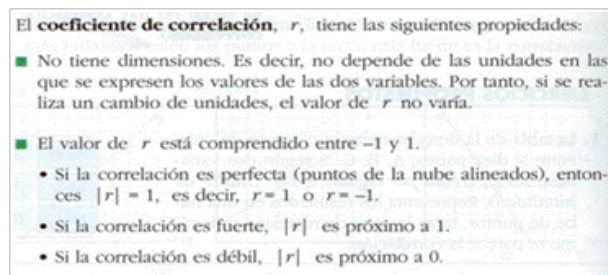 El coeficiente de correlación, r, tiene las siguientes propiedades:
■ No tiene dimensiones. Es decir, no depende de las unidades en las
que se expresen los valores de las dos variables. Por tanto, si se rea-
liza un cambio de unidades, el valor de r no varía.
■ El valor de r está comprendido entre –1 y 1.
• Si la correlación es perfecta (puntos de la nube alineados), enton-
ces |r| = 1, es decir, r = 1 o r = –1.
• Si la correlación es fuerte, |r| es próximo a 1.
• Si la correlación es débil, |r| es próximo a 0.